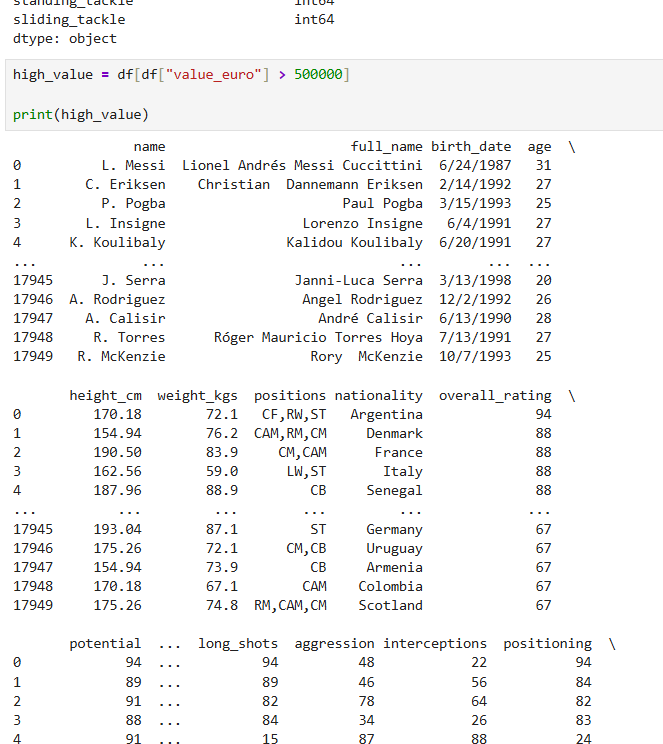 standing_tackle int64
sliding_tackle int64
dtype: object
high_value = df[df["value_euro"] > 500000]
print(high_value)
name full_name birth_date age \
0 L. Messi Lionel Andrés Messi Cuccittini 6/24/1987 31
1 C. Eriksen Christian  Dannemann Eriksen 2/14/1992 27
2 P. Pogba Paul Pogba 3/15/1993 25
3 L. Insigne Lorenzo Insigne 6/4/1991 27
4 K. Koulibaly Kalidou Koulibaly 6/20/1991 27
... ... ... ... ...
17945 J. Serra Janni-Luca Serra 3/13/1998 20
17946 A. Rodriguez Angel Rodriguez 12/2/1992 26
17947 A. Calisir André Calisir 6/13/1990 28
17948 R. Torres Róger Mauricio Torres Hoya 7/13/1991 27
17949 R. McKenzie Rory  McKenzie 10/7/1993 25
height_cm weight_kgs positions nationality overall_rating \
0 170.18 72.1 CF,RW,ST Argentina 94
1 154.94 76.2 CAM,RM,CM Denmark 88
2 190.50 83.9 CM,CAM France 88
3 162.56 59.0 LW,ST Italy 88
4 187.96 88.9 CB Senegal 88
... ... ... ... ... ...
17945 193.04 87.1 ST Germany 67
17946 175.26 72.1 CM,CB Uruguay 67
17947 154.94 73.9 CB Armenia 67
17948 170.18 67.1 CAM Colombia 67
17949 175.26 74.8 RM,CAM,CM Scotland 67
potential ... long_shots aggression interceptions positioning \
0 94 ... 94 48 22 94
1 89 ... 89 46 56 84
2 91 ... 82 78 64 82
3 88 ... 84 34 26 83
4 91 ... 15 87 88 24